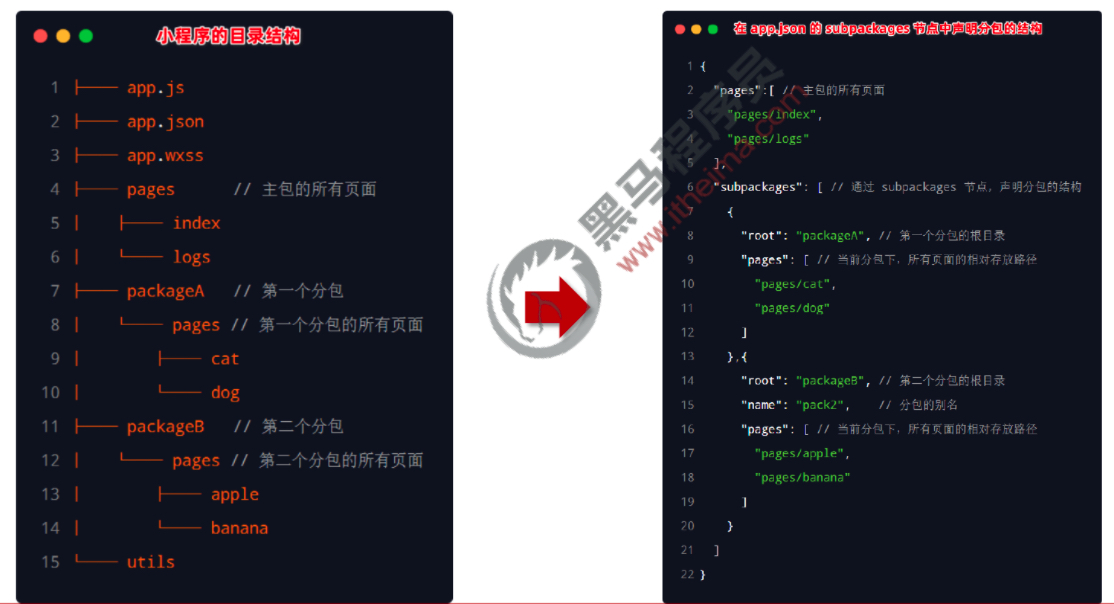 小程序的目录结构
1 ├── app.js
2 ├── app.json
3 ├── app.wxss
4 ├── pages // 主包的所有页面
5 │ ├── index
6 │ └── logs
7 ├── packageA // 第一个分包
8 │ └── pages // 第一个分包的所有页面
9 │ ├── cat
10 │ └── dog
11 ├── packageB // 第二个分包
12 │ └── pages // 第二个分包的所有页面
13 │ ├── apple
14 │ └── banana
15 └── utils
黑马程序员
www.itheima.com
在 app.json 的 subpackages 节点中声明分包的结构
1 {
2 "pages":[ // 主包的所有页面
3 "pages/index",
4 "pages/logs"
5 ],
6 "subpackages": [ // 通过 subpackages 节点，声明分包的结构
7 {
8 "root": "packageA", // 第一个分包的根目录
9 "pages": [ // 当前分包下，所有页面的相对存放路径
10 "pages/cat",
11 "pages/dog"
12 ]
13 },{
14 "root": "packageB", // 第二个分包的根目录
15 "name": "pack2", // 分包的别名
16 "pages": [ // 当前分包下，所有页面的相对存放路径
17 "pages/apple",
18 "pages/banana"
19 ]
20 }
21 ]
22 }